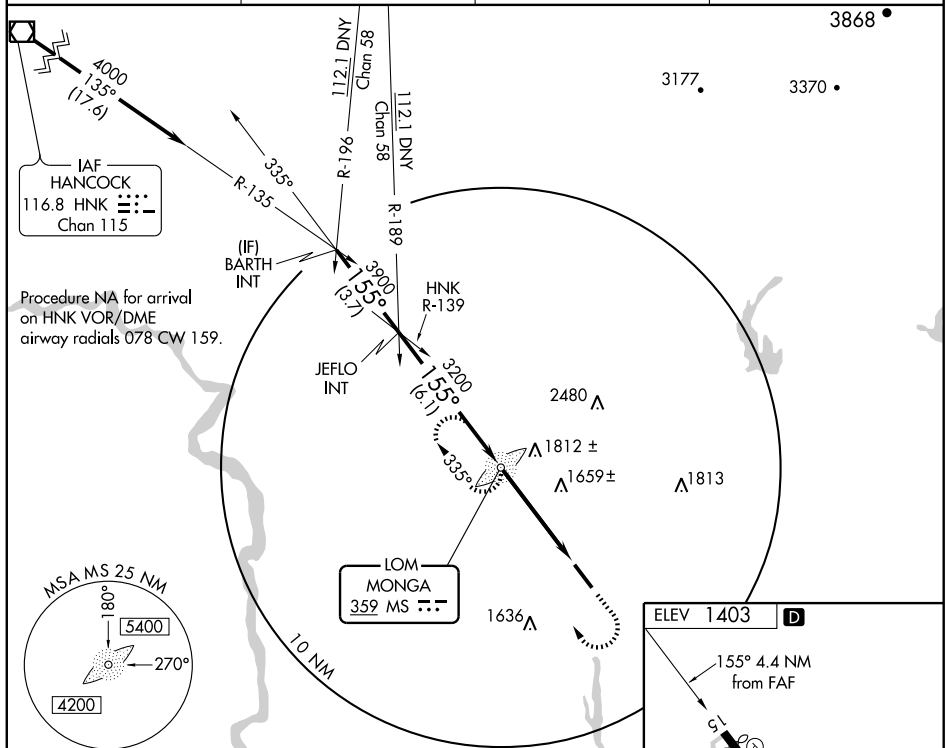 3868
3177
3370
4000
135°
(17.6)
112.1 DNY
Chan 58
112.1 DNY
Chan 58
R-196
R-189
335°
R-135
IAF
HANCOCK
116.8 HNK
Chan 115
(IF)
BARTH
INT
3900
155°
(3.7)
HNK
R-139
Procedure NA for arrival
on HNK VOR/DME
airway radials 078 CW 159.
JEFLO
INT
3200
155°
(6.1)
2480
1812 ±
1659 ±
1813
335°
LOM
MONGA
359 MS
1636
10 NM
MSA MS 25 NM
180°
5400
270°
4200
ELEV 1403 D
155° 4.4 NM
from FAF
15